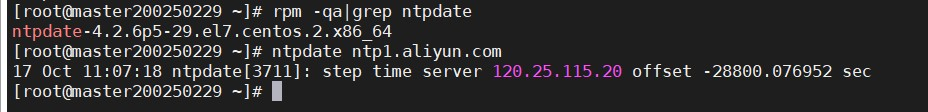 [root@master200250229 ~]# rpm -qa|grep ntpdate
ntpdate-4.2.6p5-29.el7.centos.2.x86_64
[root@master200250229 ~]# ntpdate ntp1.aliyun.com
17 Oct 11:07:18 ntpdate[3711]: step time server 120.25.115.20 offset -28800.076952 sec
[root@master200250229 ~]#